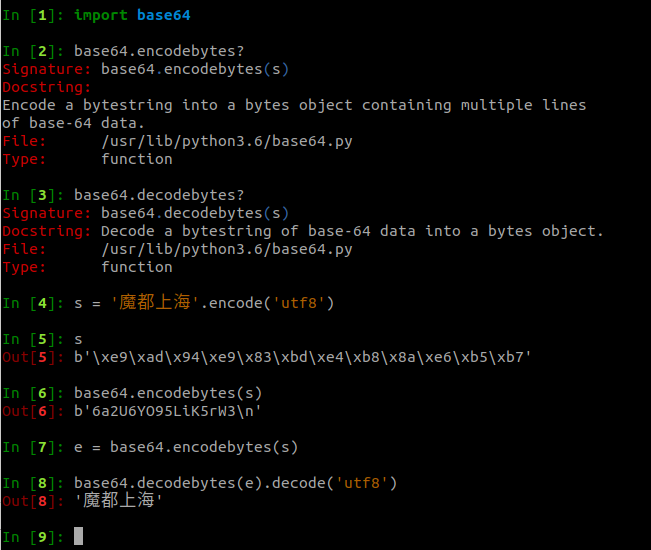 In [1]: import base64
In [2]: base64.encodebytes?
Signature: base64.encodebytes(s)
Docstring:
Encode a bytestring into a bytes object containing multiple lines
of base-64 data.
File:      /usr/lib/python3.6/base64.py
Type:      function
In [3]: base64.decodebytes?
Signature: base64.decodebytes(s)
Docstring: Decode a bytestring of base-64 data into a bytes object.
File:      /usr/lib/python3.6/base64.py
Type:      function
In [4]: s = '魔都上海'.encode('utf8')
In [5]: s
Out[5]: b'\xe9\xad\x94\xe9\x83\xbd\xe4\xb8\x8a\xe6\xb5\xb7'
In [6]: base64.encodebytes(s)
Out[6]: b'6a2U6YO95LiK5rW3\n'
In [7]: e = base64.encodebytes(s)
In [8]: base64.decodebytes(e).decode('utf8')
Out[8]: '魔都上海'
In [9]: